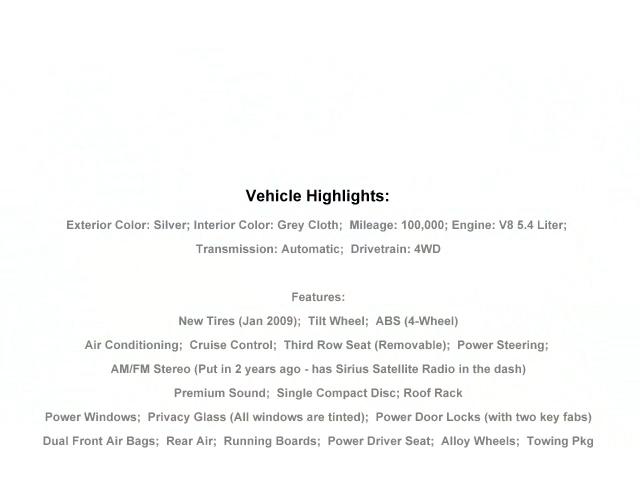 Vehicle Highlights:
Exterior Color: Silver; Interior Color: Grey Cloth; Mileage: 100,000; Engine: V8 5.4 Liter;
Transmission: Automatic; Drivetrain: 4WD
Features:
New Tires (Jan 2009); Tilt Wheel; ABS (4-Wheel)
Air Conditioning; Cruise Control; Third Row Seat (Removable); Power Steering;
AM/FM Stereo (Put in 2 years ago - has Sirius Satellite Radio in the dash)
Premium Sound; Single Compact Disc; Roof Rack
Power Windows; Privacy Glass (All windows are tinted); Power Door Locks (with two key fabs)
Dual Front Air Bags; Rear Air; Running Boards; Power Driver Seat; Alloy Wheels; Towing Pkg